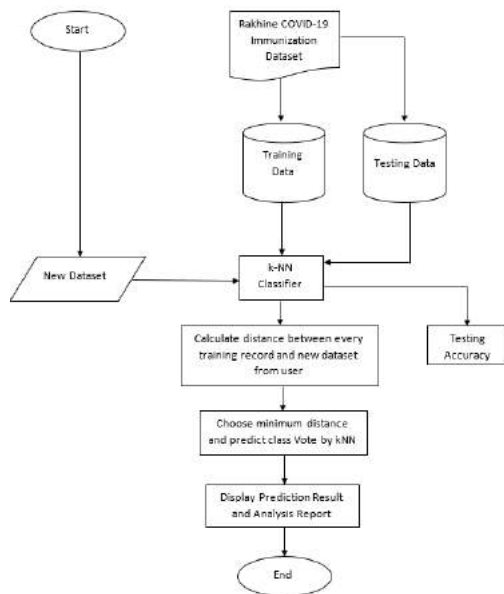 Start
Rakhine COVID-19
Immunization
Dataset
Training
Data
Testing Data
New Dataset
k-NN
Classifier
Calculate distance between every
training record and new dataset
from user
Testing
Accuracy
Choose minimum distance
and predict class Vote by kNN
Display Prediction Result
and Analysis Report
End